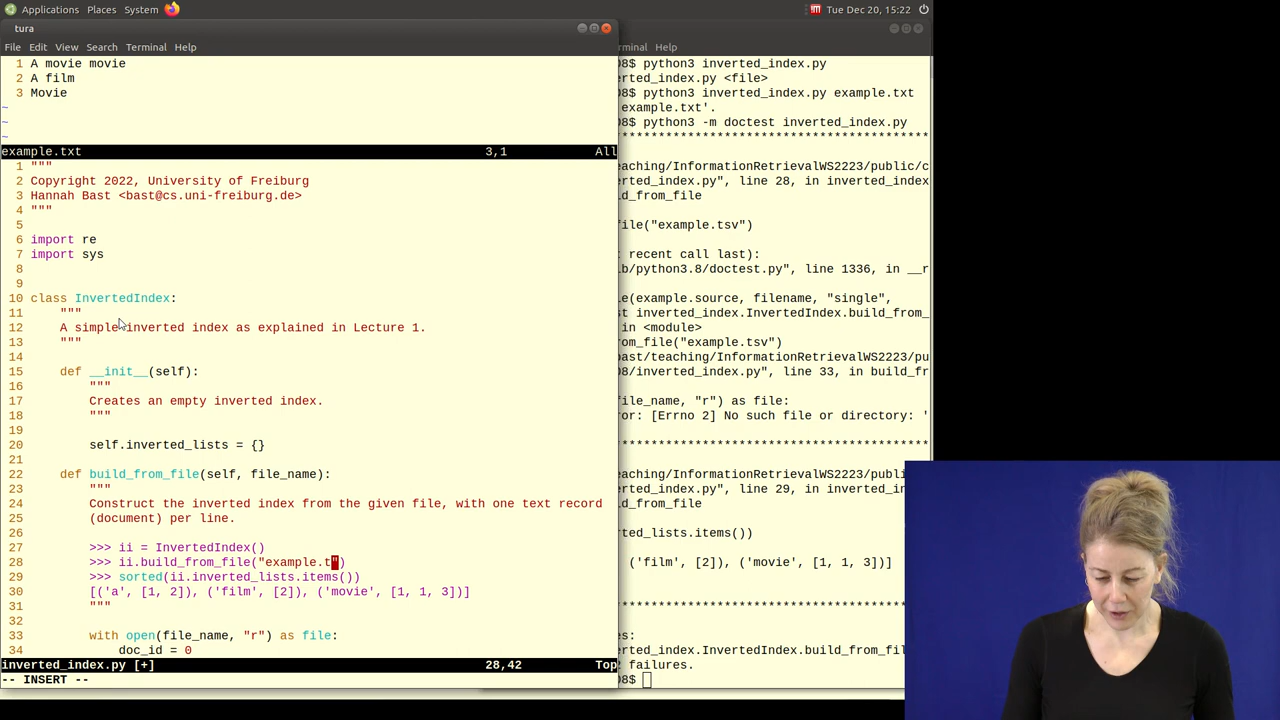 Applications Places System Tue Dec 20, 15:22
tura
File Edit View Search Terminal Help
1 A movie movie
2 A film
3 Movie
~
~
~
example.txt 3,1 All
1 """
2 Copyright 2022, University of Freiburg
3 Hannah Bast <bast@cs.uni-freiburg.de>
4 """
5
6 import re
7 import sys
8
9
10 class InvertedIndex:
11 """
12 A simple inverted index as explained in Lecture 1.
13 """
14
15 def __init__(self):
16 """
17 Creates an empty inverted index.
18 """
19
20 self.inverted_lists = {}
21
22 def build_from_file(self, file_name):
23 """
24 Construct the inverted index from the given file, with one text record
25 (document) per line.
26
27 >>> ii = InvertedIndex()
28 >>> ii.build_from_file("example.t")
29 >>> sorted(ii.inverted_lists.items())
30 [('a', [1, 2]), ('film', [2]), ('movie', [1, 1, 3])]
31 """
32
33 with open(file_name, "r") as file:
34 doc_id = 0
inverted_index.py [+] 28,42 Top
-- INSERT --
rminal Help
08$ python3 inverted_index.py
erted_index.py <file>
08$ python3 inverted_index.py example.txt
'example.txt'.
08$ python3 -m doctest inverted_index.py
**************************************
eaching/InformationRetrievalWS2223/public/c
erted_index.py", line 28, in inverted_index
ild_from_file
file("example.tsv")
t recent call last):
ib/python3.8/doctest.py", line 1336, in __r
le(example.source, filename, "single",
st inverted_index.InvertedIndex.build_from_
in <module>
rom_file("example.tsv")
bast/teaching/InformationRetrievalWS2223/pu
08/inverted_index.py", line 33, in build_fr
file_name, "r") as file:
ror: [Errno 2] No such file or directory: '
**************************************
eaching/InformationRetrievalWS2223/publi
erted_index.py", line 29, in inverted_in
ild_from_file
rted_lists.items())
('film', [2]), ('movie', [1, 1, 3])]
**************************************
es:
verted_index.InvertedIndex.build_from_fil
2 failures.
08$